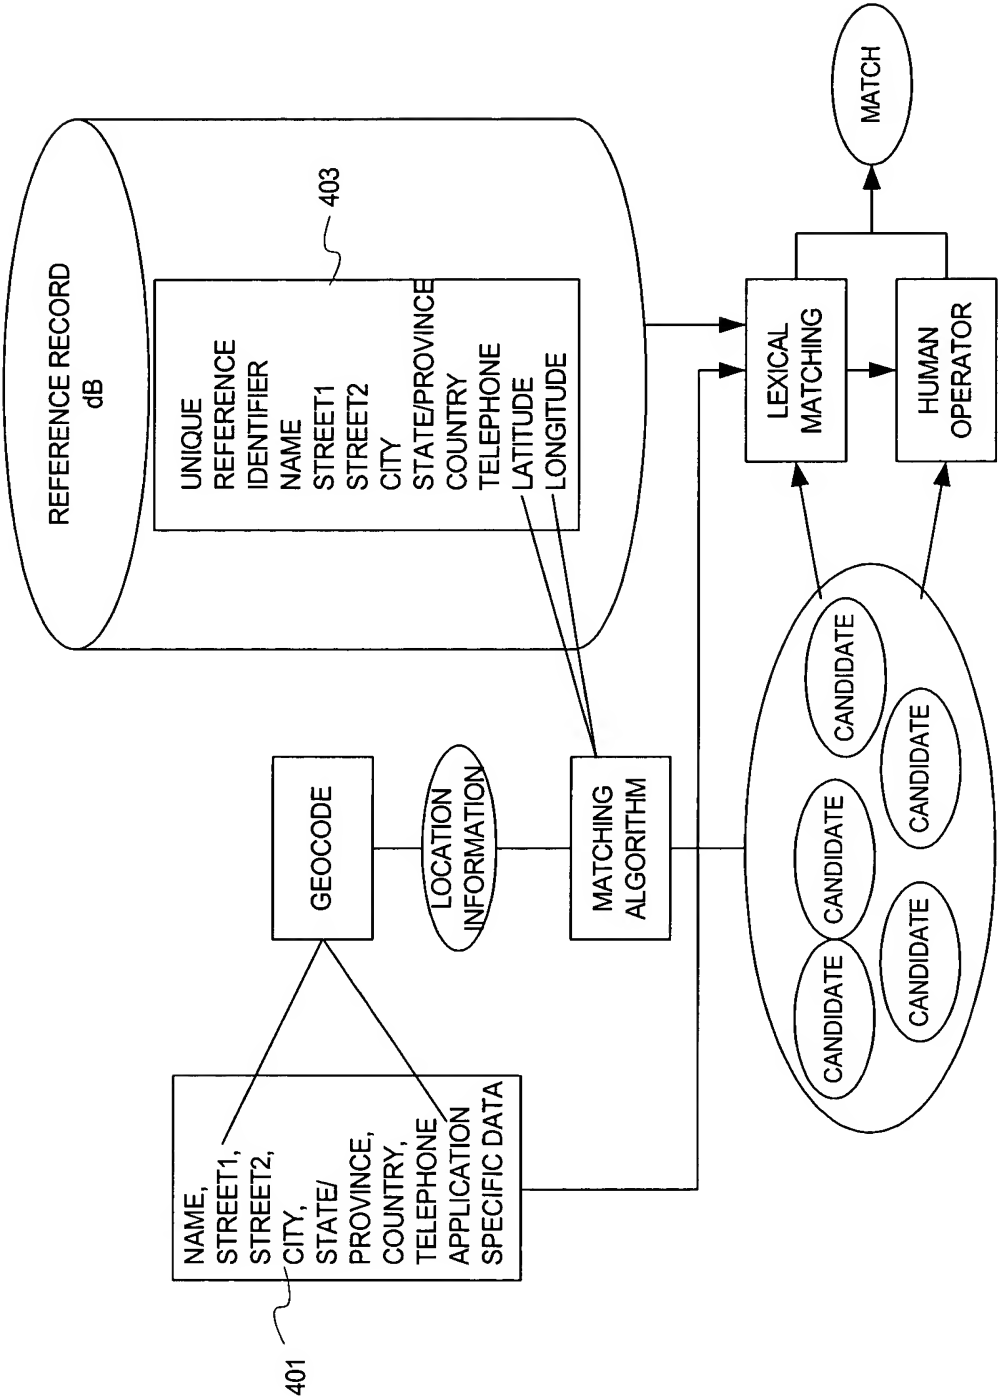 REFERENCE RECORD
dB
UNIQUE
REFERENCE
IDENTIFIER
NAME
STREET1
STREET2
CITY
STATE/PROVINCE
COUNTRY
TELEPHONE
LATITUDE
LONGITUDE
403
NAME,
STREET1,
STREET2,
CITY,
STATE/
PROVINCE,
COUNTRY,
TELEPHONE
APPLICATION
SPECIFIC DATA
401
GEOCODE
LOCATION
INFORMATION
MATCHING
ALGORITHM
CANDIDATE
CANDIDATE
CANDIDATE
CANDIDATE
CANDIDATE
LEXICAL
MATCHING
HUMAN
OPERATOR
MATCH